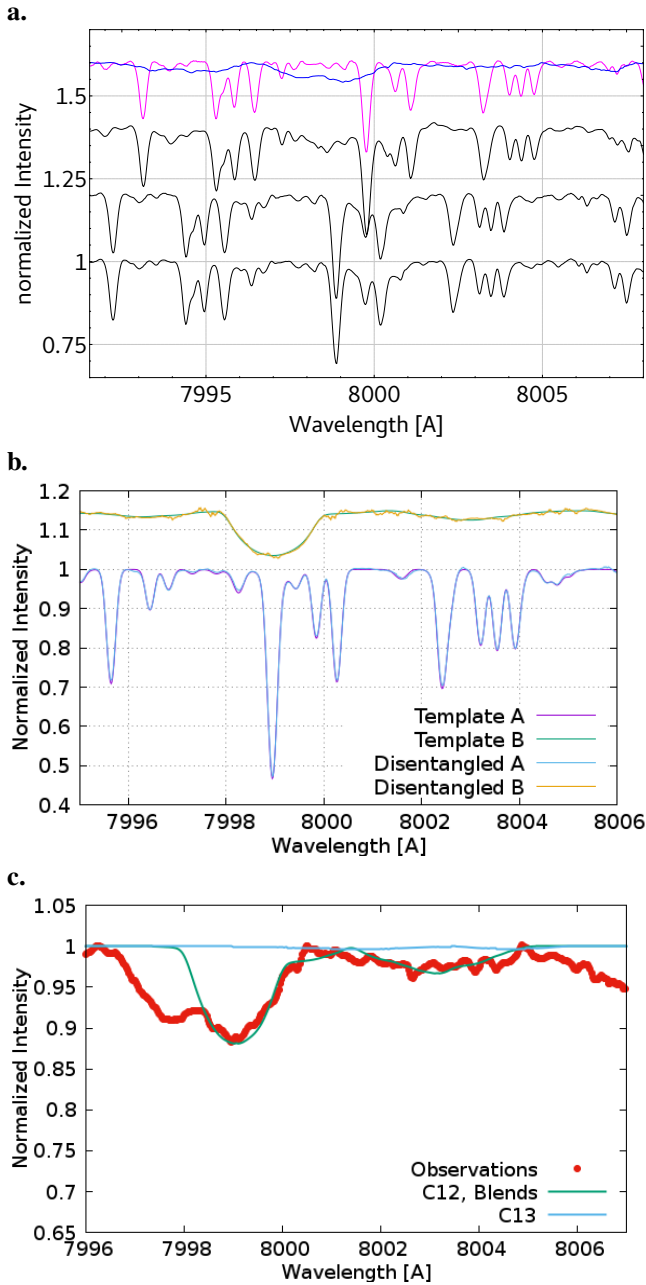 a.
1.5
1.25
1
0.75
normalized Intensity
7995 8000 8005
Wavelength [A]
b.
1.2
1.1
1
0.9
0.8
0.7
0.6
0.5
0.4
Normalized Intensity
Template A
Template B
Disentangled A
Disentangled B
7996 7998 8000 8002 8004 8006
Wavelength [A]
c.
1.05
1
0.95
0.9
0.85
0.8
0.75
0.7
0.65
Normalized Intensity
Observations
C12, Blends
C13
7996 7998 8000 8002 8004 8006
Wavelength [A]